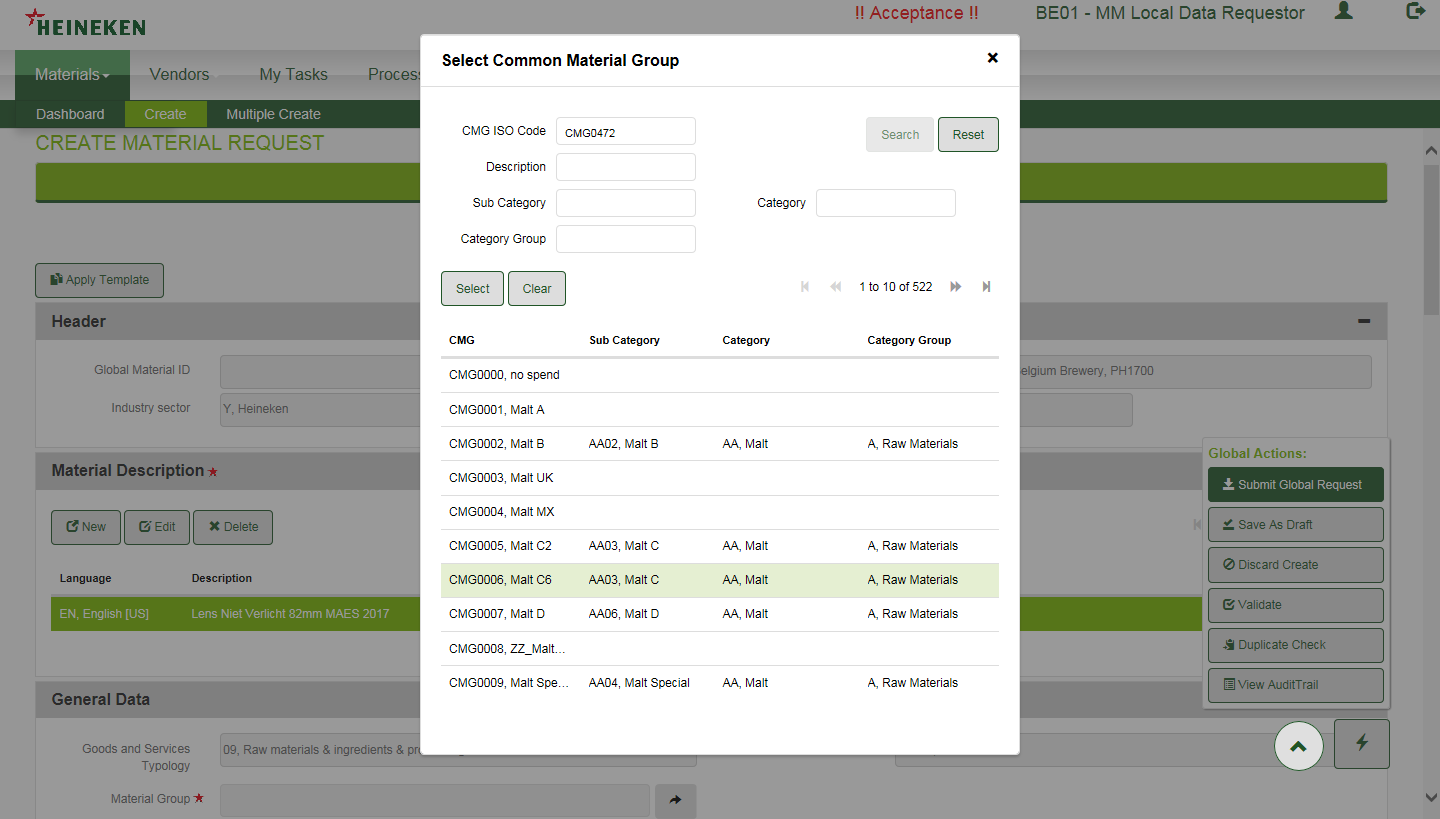 HEINEKEN
!! Acceptance !!
BE01 - MM Local Data Requestor
Materials
Vendors
My Tasks
Proces
Dashboard
Create
Multiple Create
CREATE MATERIAL REQUEST
Select Common Material Group
CMG ISO Code
CMG0472
Search
Reset
Description
Sub Category
Category
Category Group
Select
Clear
1 to 10 of 522
CMG Sub Category Category Category Group
CMG0000, no spend
CMG0001, Malt A
CMG0002, Malt B AA02, Malt B AA, Malt A, Raw Materials
CMG0003, Malt UK
CMG0004, Malt MX
CMG0005, Malt C2 AA03, Malt C AA, Malt A, Raw Materials
CMG0006, Malt C6 AA03, Malt C AA, Malt A, Raw Materials
CMG0007, Malt D AA06, Malt D AA, Malt A, Raw Materials
CMG0008, ZZ_Malt...
CMG0009, Malt Spe... AA04, Malt Special AA, Malt A, Raw Materials
Apply Template
Header
Global Material ID
elgium Brewery, PH1700
Industry sector
Y, Heineken
Material Description ★
New
Edit
Delete
Language Description
EN, English [US] Lens Niet Verlicht 82mm MAES 2017
General Data
Goods and Services
Typology
09, Raw materials & ingredients & pro
Material Group ★
Global Actions:
Submit Global Request
Save As Draft
Discard Create
Validate
Duplicate Check
View AuditTrail